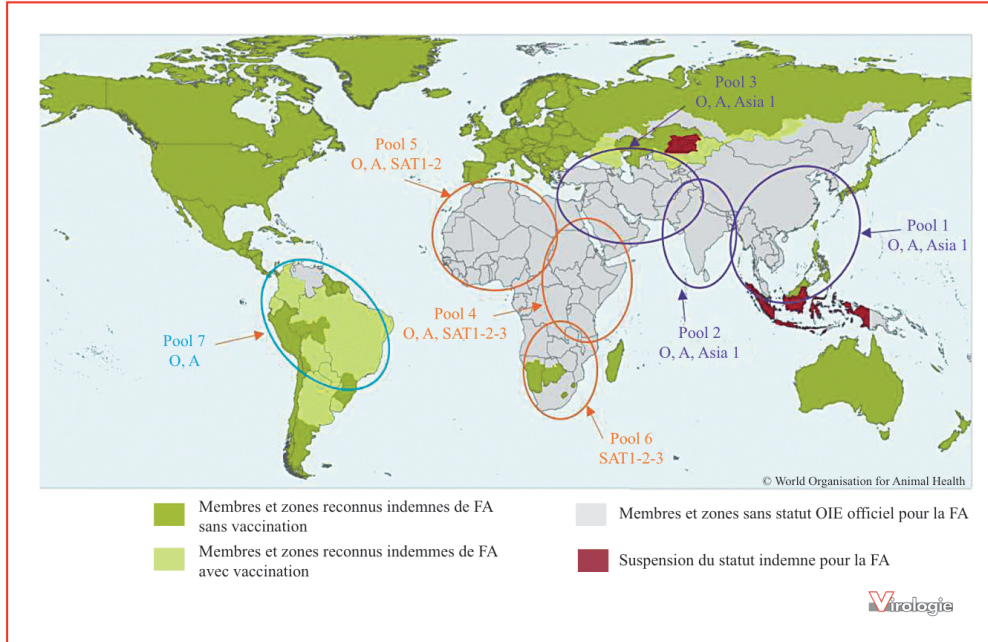 Pool 3
O, A, Asia 1
Pool 5
O, A, SAT1-2
Pool 1
O, A, Asia 1
Pool 4
O, A, SAT1-2-3
Pool 2
O, A, Asia 1
Pool 7
O, A
Pool 6
SAT1-2-3
© World Organisation for Animal Health
Membres et zones reconnus indemnes de FA
sans vaccination
Membres et zones reconnus indemmes de FA
avec vaccination
Membres et zones sans statut OIE officiel pour la FA
Suspension du statut indemne pour la FA
Virologie